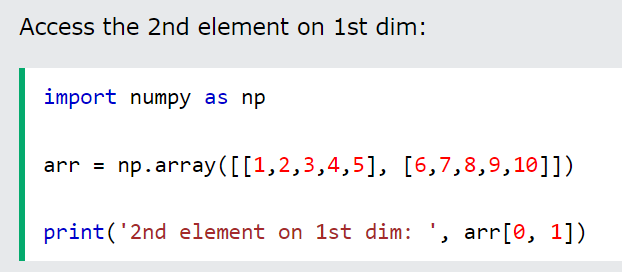 Access the 2nd element on 1st dim:
import numpy as np
arr = np.array([[1,2,3,4,5], [6,7,8,9,10]])
print('2nd element on 1st dim: ', arr[0, 1])